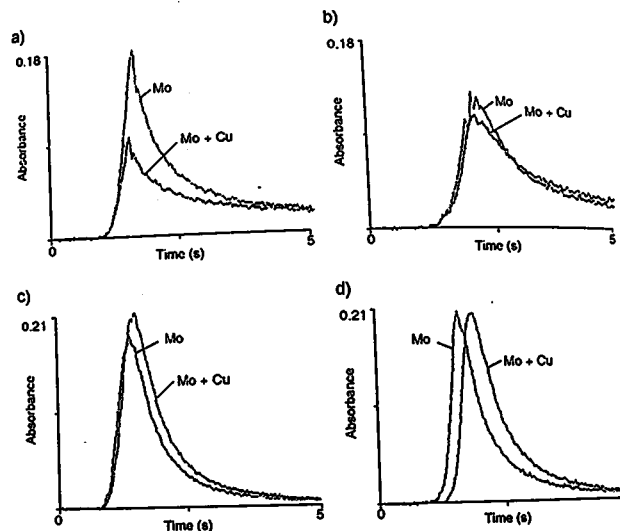 a)
0.18
Mo
Mo + Cu
Absorbance
0
Time (s)
5
b)
0.18
Mo
Mo + Cu
Absorbance
0
Time (s)
5
c)
0.21
Mo
Mo + Cu
Absorbance
0
Time (s)
5
d)
0.21
Mo
Mo + Cu
Absorbance
0
Time (s)